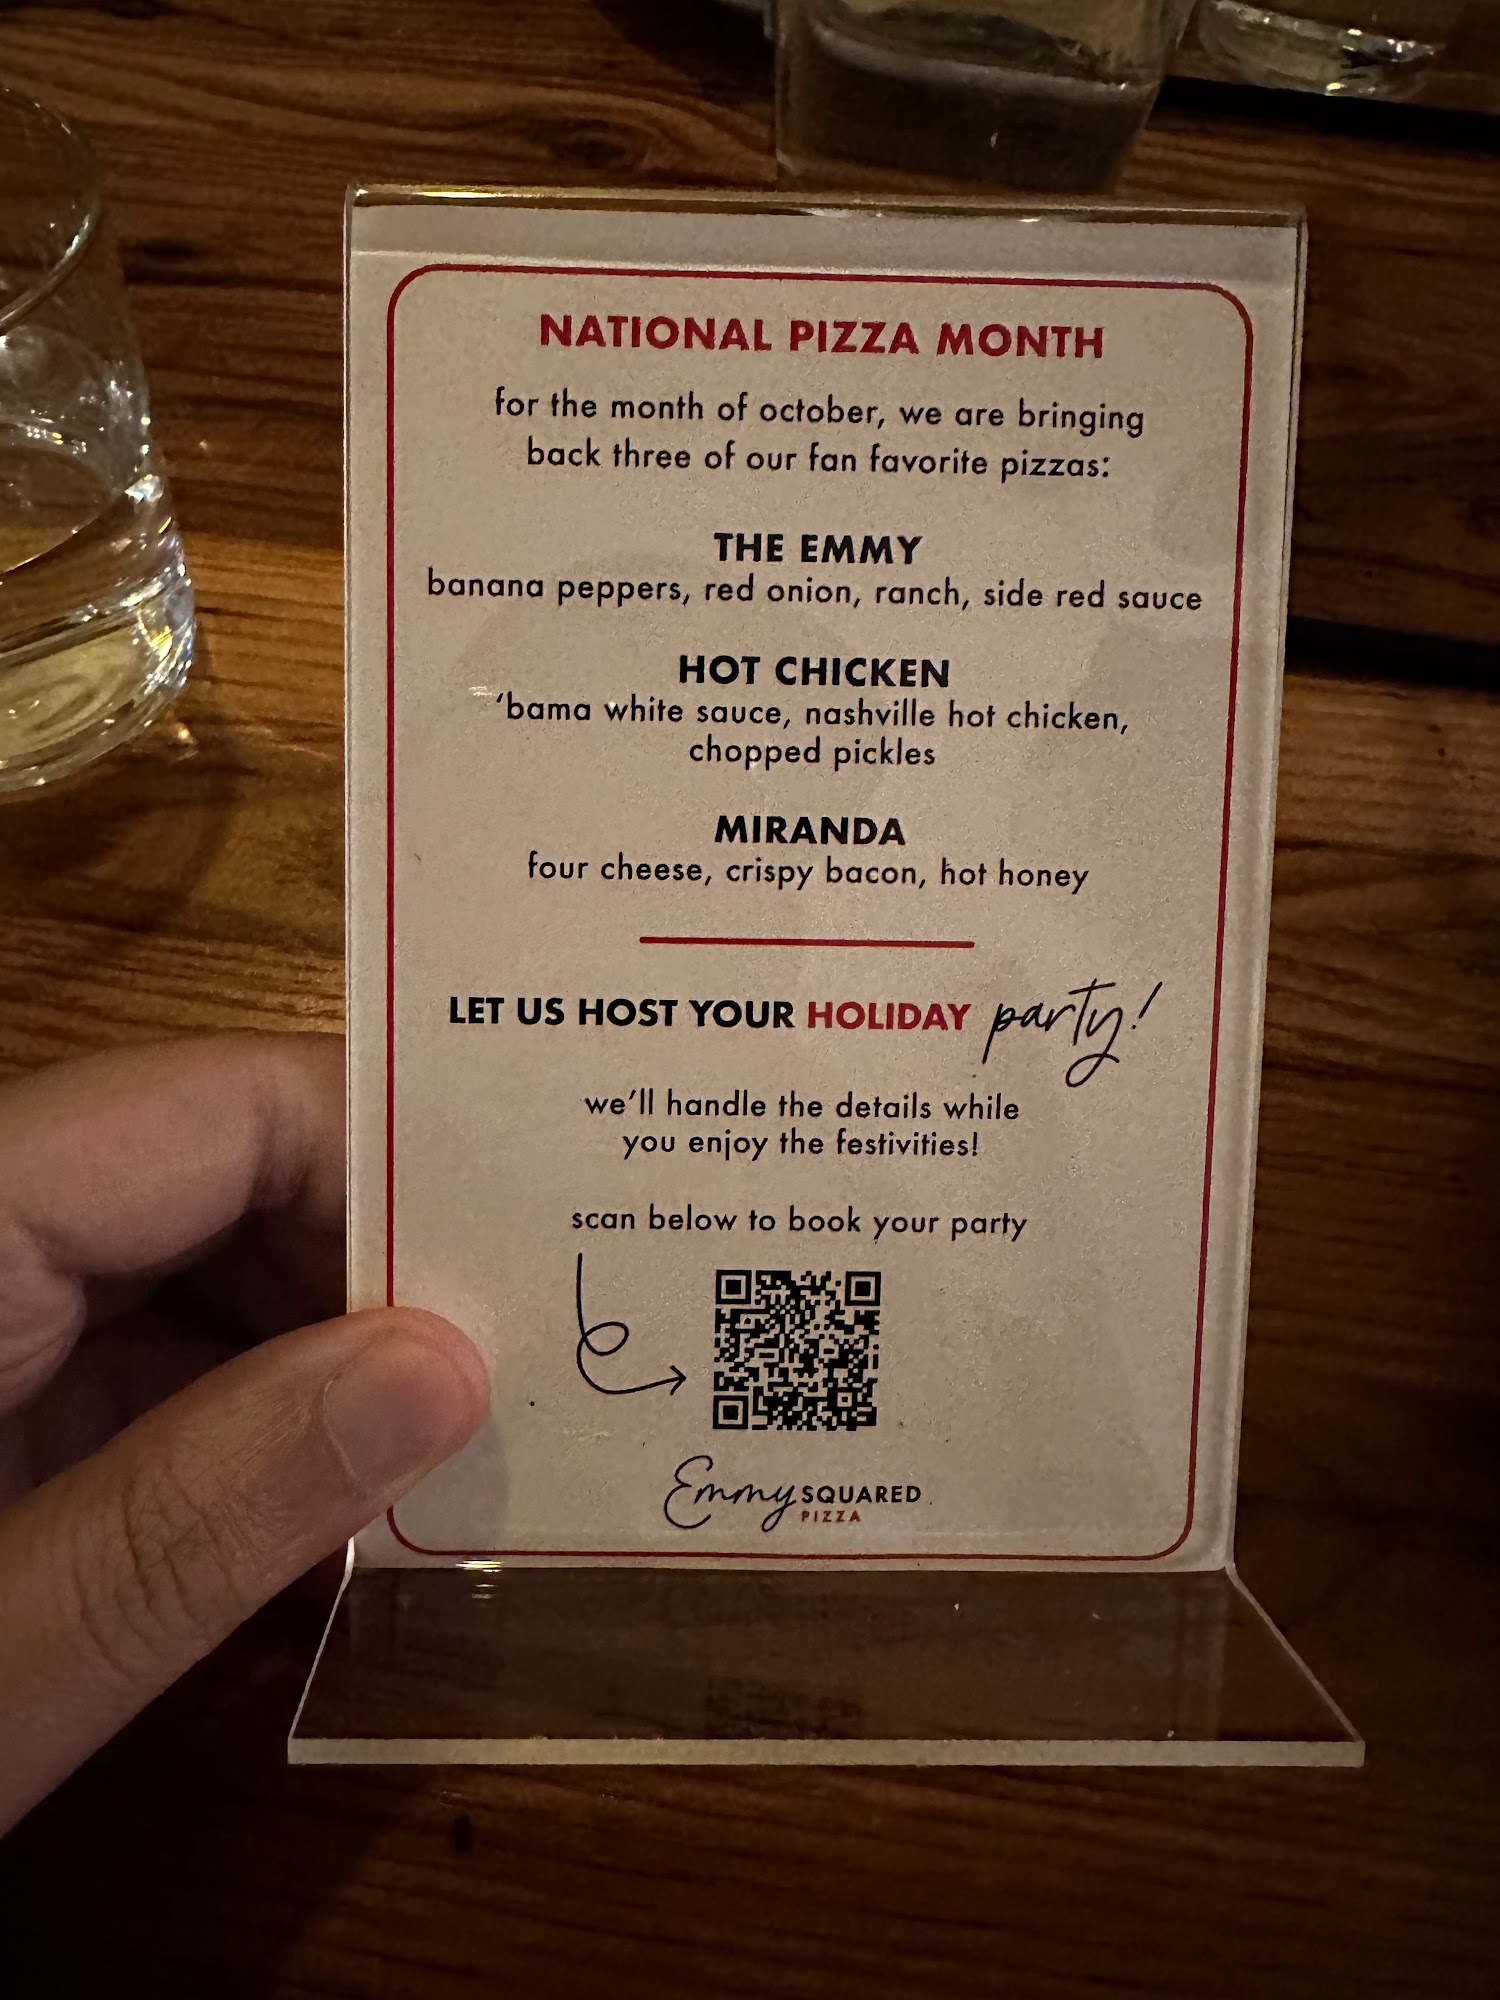 NATIONAL PIZZA MONTH
for the month of october, we are bringing
back three of our fan favorite pizzas:
THE EMMY
banana peppers, red onion, ranch, side red sauce
HOT CHICKEN
‘bama white sauce, nashville hot chicken,
chopped pickles
MIRANDA
four cheese, crispy bacon, hot honey
LET US HOST YOUR HOLIDAY party!
we’ll handle the details while
you enjoy the festivities!
scan below to book your party
Emmy SQUARED
PIZZA